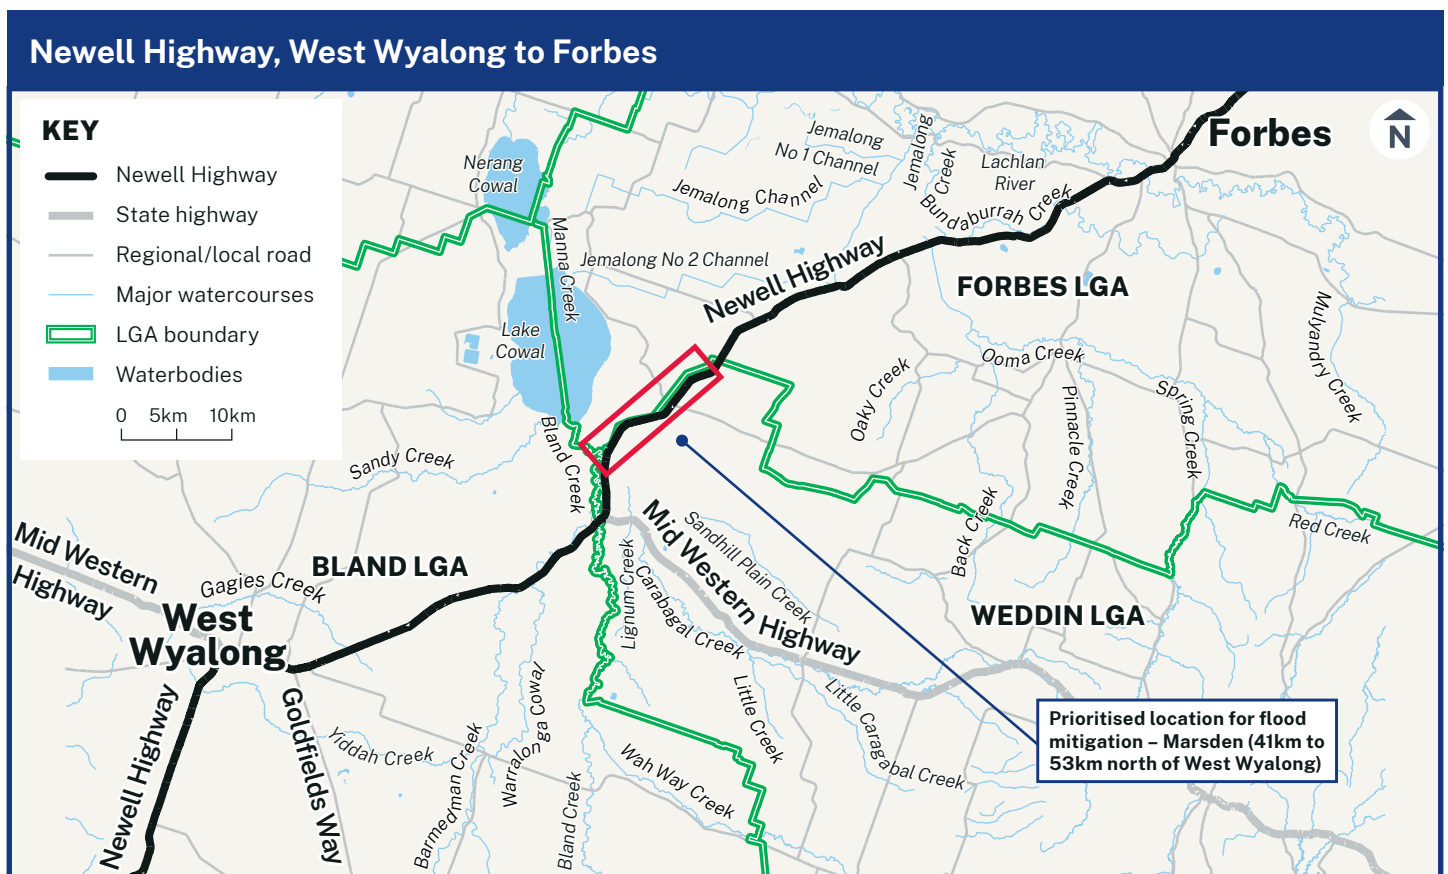 Newell Highway, West Wyalong to Forbes
KEY
Newell Highway
State highway
Regional/local road
Major watercourses
LGA boundary
Waterbodies
0 5km 10km
N
Forbes
Nerang
Cowal
Jemalong
No 1 Channel
Jemalong
Creek
Lachlan
River
Jemalong Channel
Bundaburrah Creek
Manna Creek
Jemalong No 2 Channel
Newell Highway
FORBES LGA
Lake
Cowal
Mulyandry Creek
Ooma Creek
Oaky Creek
Pinnacle Creek
Spring Creek
Bland Creek
Sandy Creek
Mid Western
Highway
Mid Western Highway
Sandhill Plain Creek
Back Creek
Red Creek
BLAND LGA
Gagies Creek
Lignum Creek
Carabagal Creek
WEDDIN LGA
West
Wyalong
Newell Highway
Goldfields Way
Yiddah Creek
Barmedman Creek
Warralonga Cowal
Bland Creek
Wah Way Creek
Little Creek
Little Caragabal Creek
Prioritised location for flood
mitigation – Marsden (41km to
53km north of West Wyalong)